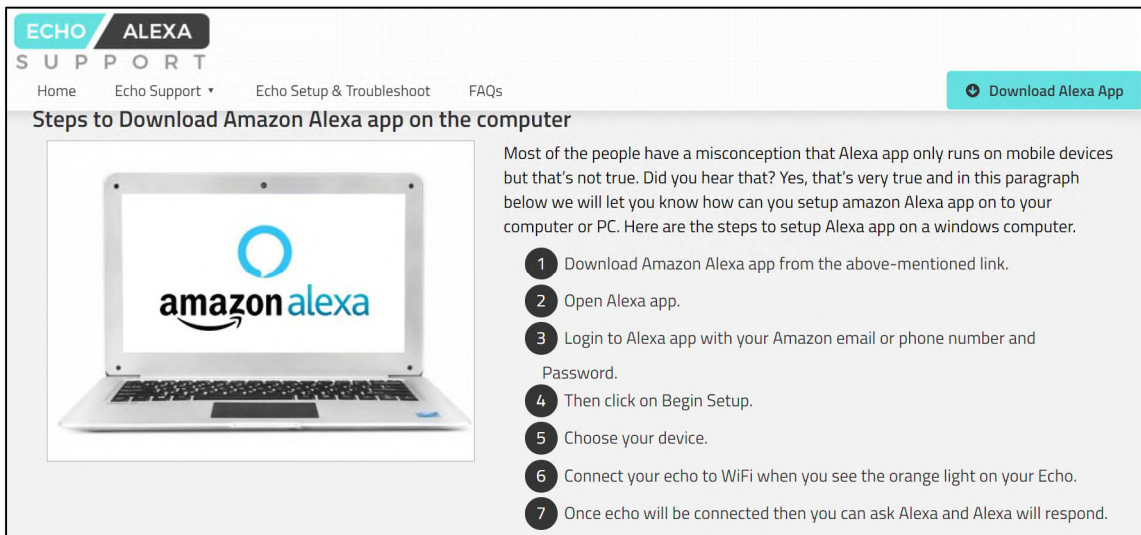 ECHO ALEXA
SUPPORT
Home Echo Support ▾ Echo Setup & Troubleshoot FAQs Download Alexa App
Steps to Download Amazon Alexa app on the computer
amazon alexa
Most of the people have a misconception that Alexa app only runs on mobile devices
but that's not true. Did you hear that? Yes, that's very true and in this paragraph
below we will let you know how can you setup amazon Alexa app on to your
computer or PC. Here are the steps to setup Alexa app on a windows computer.
1 Download Amazon Alexa app from the above-mentioned link.
2 Open Alexa app.
3 Login to Alexa app with your Amazon email or phone number and
Password.
4 Then click on Begin Setup.
5 Choose your device.
6 Connect your echo to WiFi when you see the orange light on your Echo.
7 Once echo will be connected then you can ask Alexa and Alexa will respond.